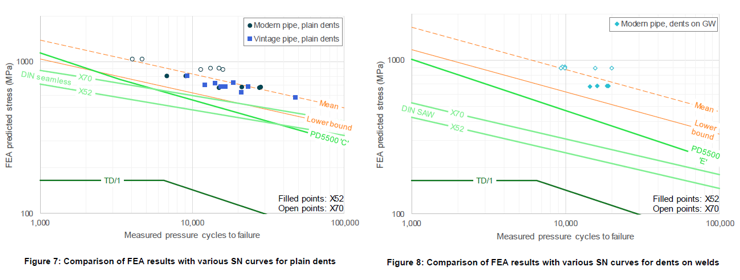 Modern pipe, plain dents
Vintage pipe, plain dents
FEA predicted stress (MPa)
1000
100
DIN seamless
X70
X52
Mean
Lower bound
PD5500'C'
TD/1
Filled points: X52
Open points: X70
1,000
10,000
100,000
Measured pressure cycles to failure
Figure 7: Comparison of FEA results with various SN curves for plain dents
Modern pipe, dents on GW
FEA predicted stress (MPa)
1000
100
DIN SAW
X70
X52
Mean
Lower
bound
PD5500
'E'
TD/1
Filled points: X52
Open points: X70
1,000
10,000
100,000
Measured pressure cycles to failure
Figure 8: Comparison of FEA results with various SN curves for dents on welds